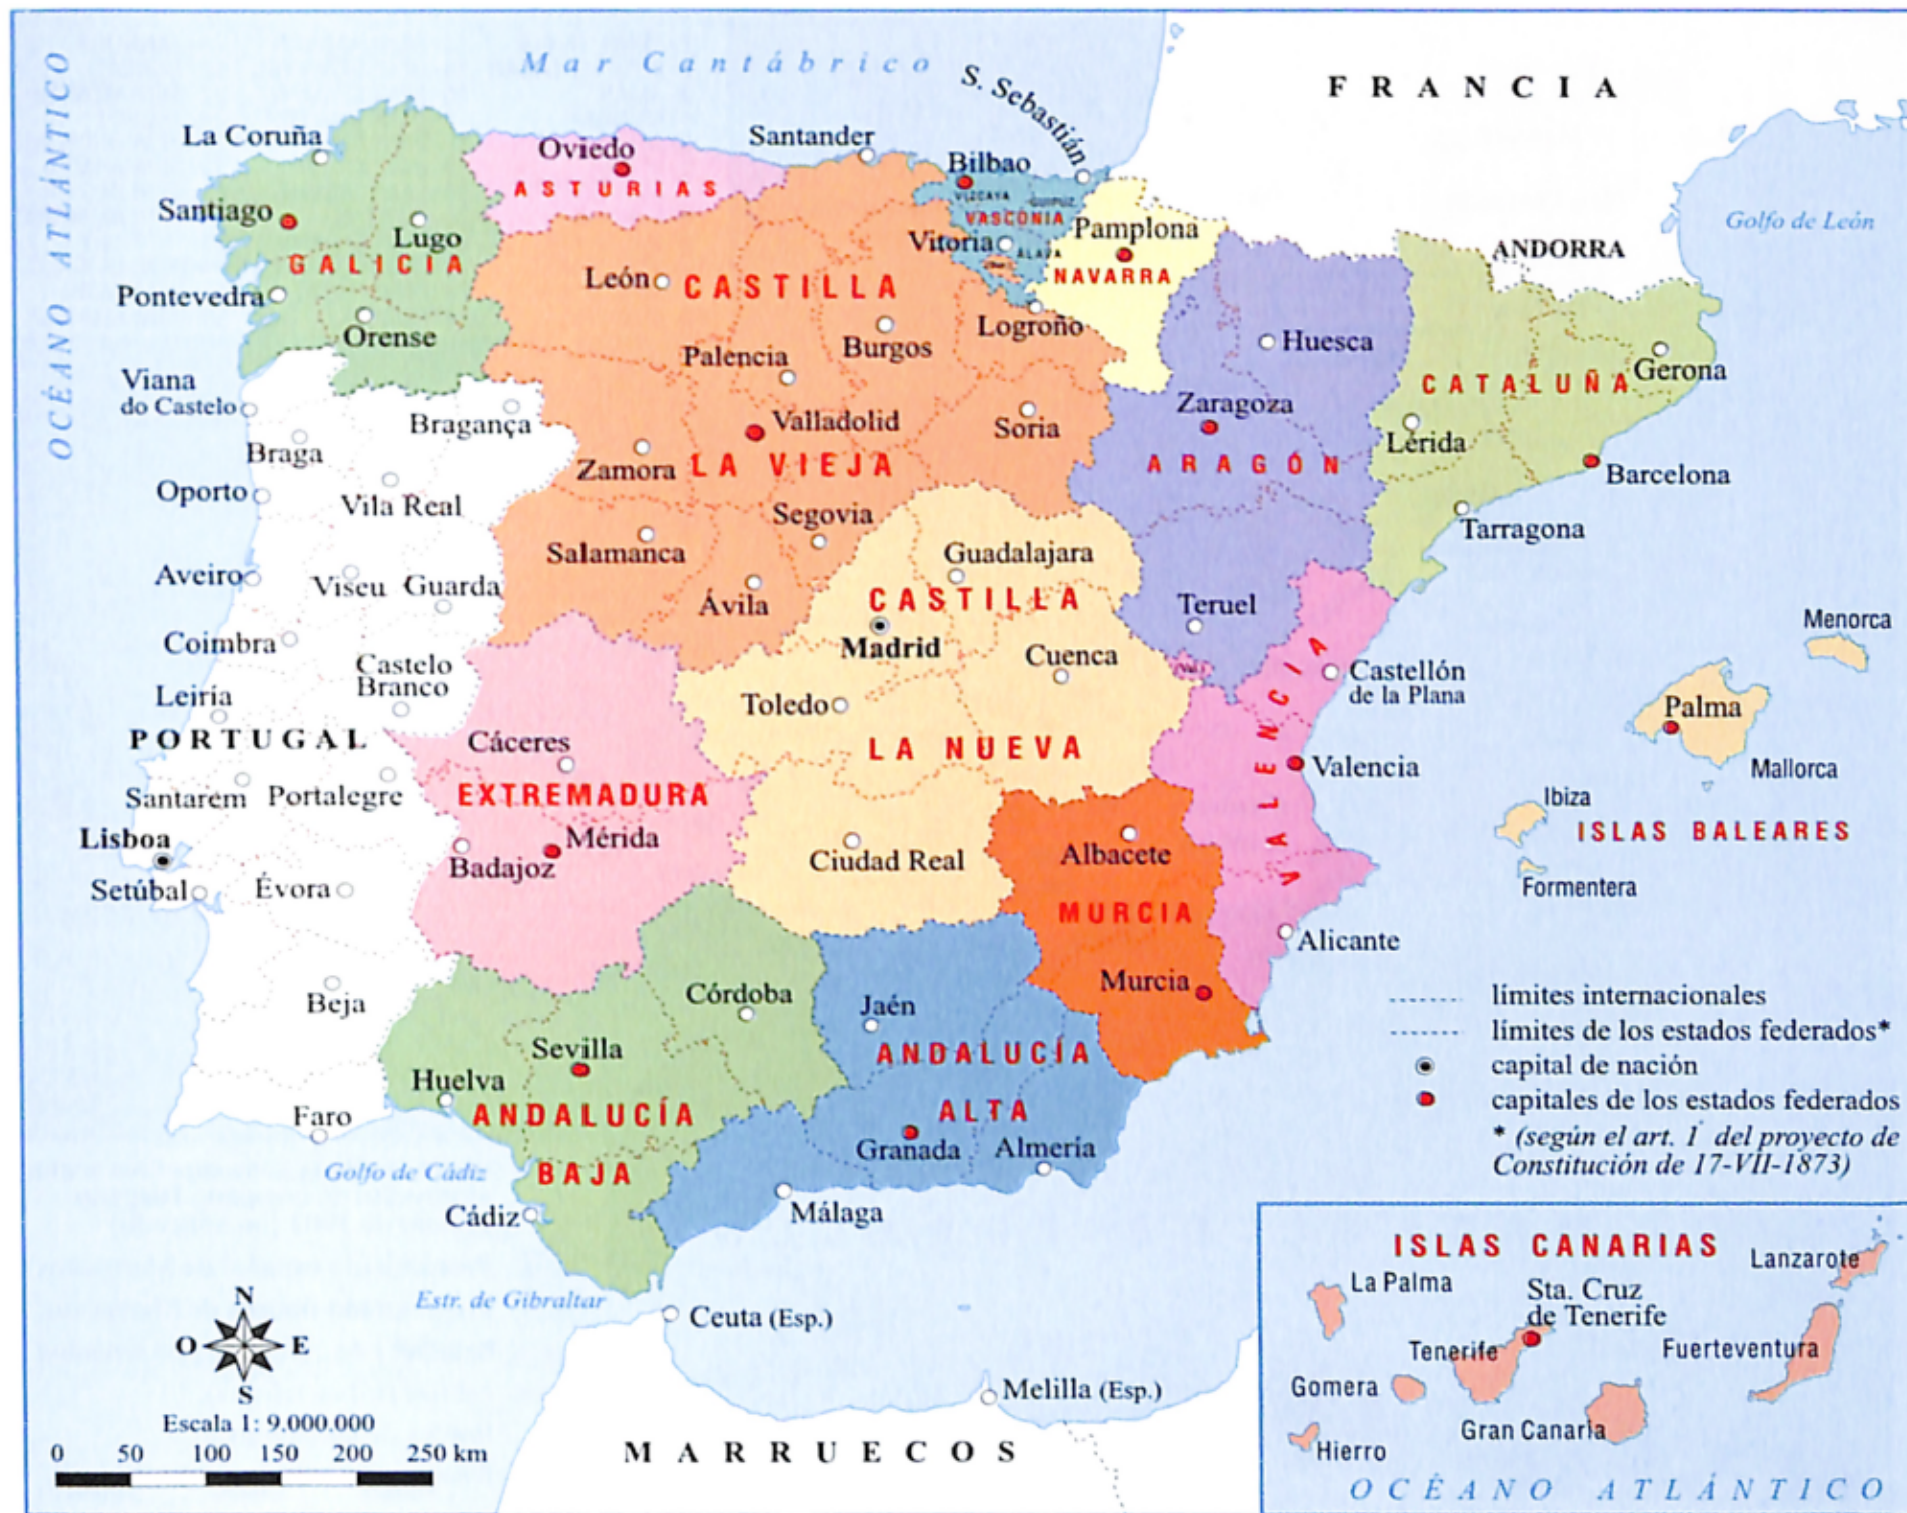 Mar Cantábrico
FRANCIA
OCÉANO ATLÁNTICO
La Coruña
Oviedo
ASTURIAS
Santander
S. Sebastián
Bilbao
VIZCAYA
VASCONIA
Santiago
Lugo
GALICIA
Pontevedra
Orense
León
CASTILLA
Vitoria
ÁLAVA
Pamplona
NAVARRA
ANDORRA
Golfo de León
Logroño
Burgos
Palencia
Huesca
CATALUÑA
Gerona
Viana
do Castelo
Bragança
Braga
Valladolid
Zamora
LA VIEJA
Soria
Zaragoza
ARAGÓN
Lérida
Barcelona
Oporto
Vila Real
Segovia
Salamanca
Tarragona
Guadalajara
Aveiro
Viseu
Guarda
Ávila
CASTILLA
Teruel
Menorca
Coimbra
Castelo
Branco
Madrid
Cuenca
Castellón
de la Plana
Leiría
Toledo
Palma
PORTUGAL
Cáceres
LA NUEVA
VALENCIA
Valencia
Mallorca
Santarem
Portalegre
EXTREMADURA
Ibiza
ISLAS BALEARES
Lisboa
Mérida
Badajoz
Ciudad Real
Albacete
Formentera
Setúbal
Évora
MURCIA
Alicante
Beja
Córdoba
Jaén
Murcia
Sevilla
ANDALUCÍA
ALTA
Huelva
ANDALUCÍA
BAJA
Granada
Almería
Faro
Golfo de Cádiz
Cádiz
Málaga
límites internacionales
límites de los estados federados*
capital de nación
capitales de los estados federados
* (según el art. 1 del proyecto de
Constitución de 17-VII-1873)
Estr. de Gibraltar
Ceuta (Esp.)
Melilla (Esp.)
MARRUECOS
N
O
E
S
Escala 1: 9.000.000
0 50 100 150 200 250 km
ISLAS CANARIAS
Lanzarote
La Palma
Sta. Cruz
de Tenerife
Tenerife
Fuerteventura
Gomera
Gran Canaria
Hierro
OCÉANO ATLÁNTICO